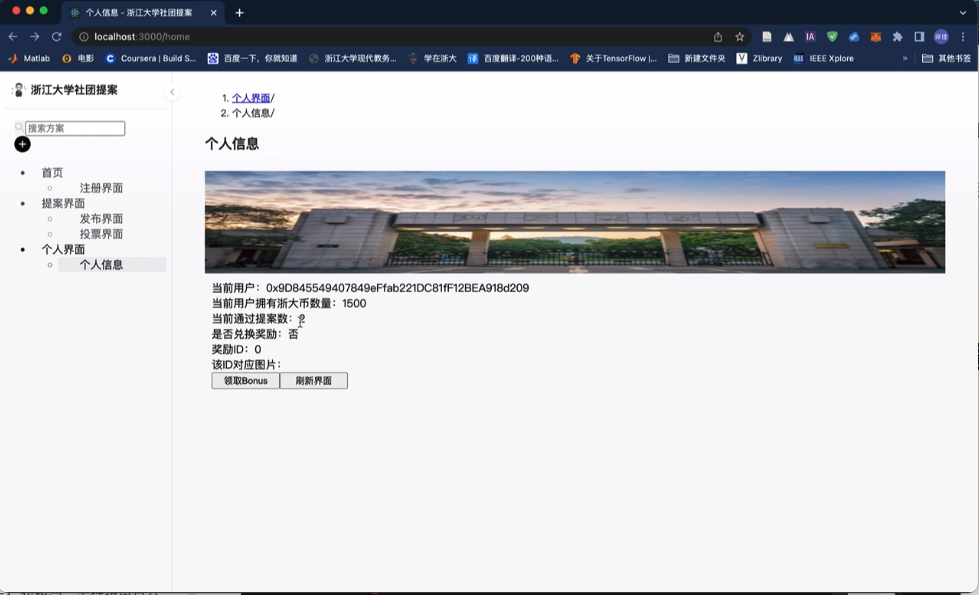 个人信息 - 浙江大学社团提案
localhost:3000/home
Matlab 电影 Coursera | Build S... 百度一下，你就知道 浙江大学现代教务... 学在浙大 百度翻译-200种语... 关于TensorFlow |... 新建文件夹 Zlibrary IEEE Xplore » 其他书签
浙江大学社团提案
搜索方案
首页
注册界面
提案界面
发布界面
投票界面
个人界面
个人信息
1. 个人界面/
2. 个人信息/
个人信息
当前用户：0x9D845549407849eFfab221DC81fF12BEA918d209
当前用户拥有浙大币数量：1500
当前通过提案数：
是否兑换奖励：否
奖励ID：0
该ID对应图片：
领取Bonus 刷新界面